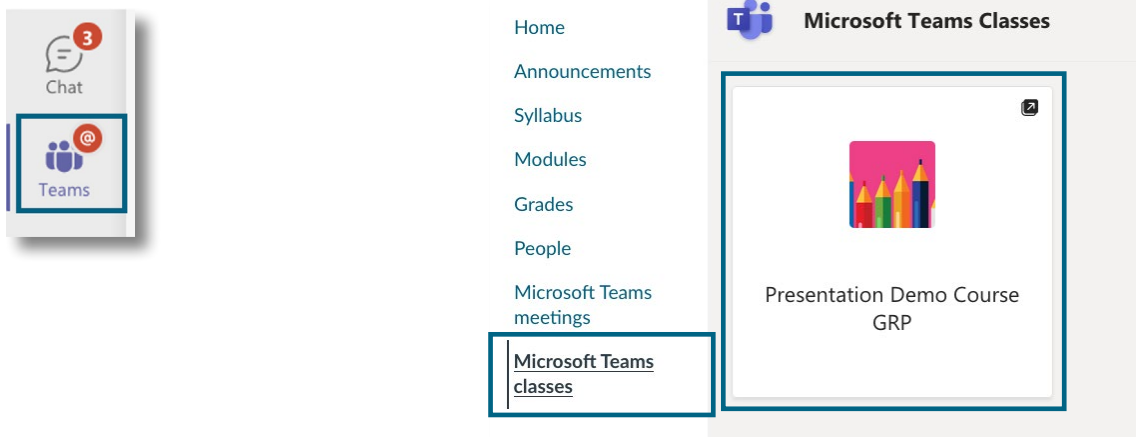 3
Chat
@
Teams
Home
Announcements
Syllabus
Modules
Grades
People
Microsoft Teams
meetings
Microsoft Teams
classes
T
Microsoft Teams Classes
Presentation Demo Course
GRP